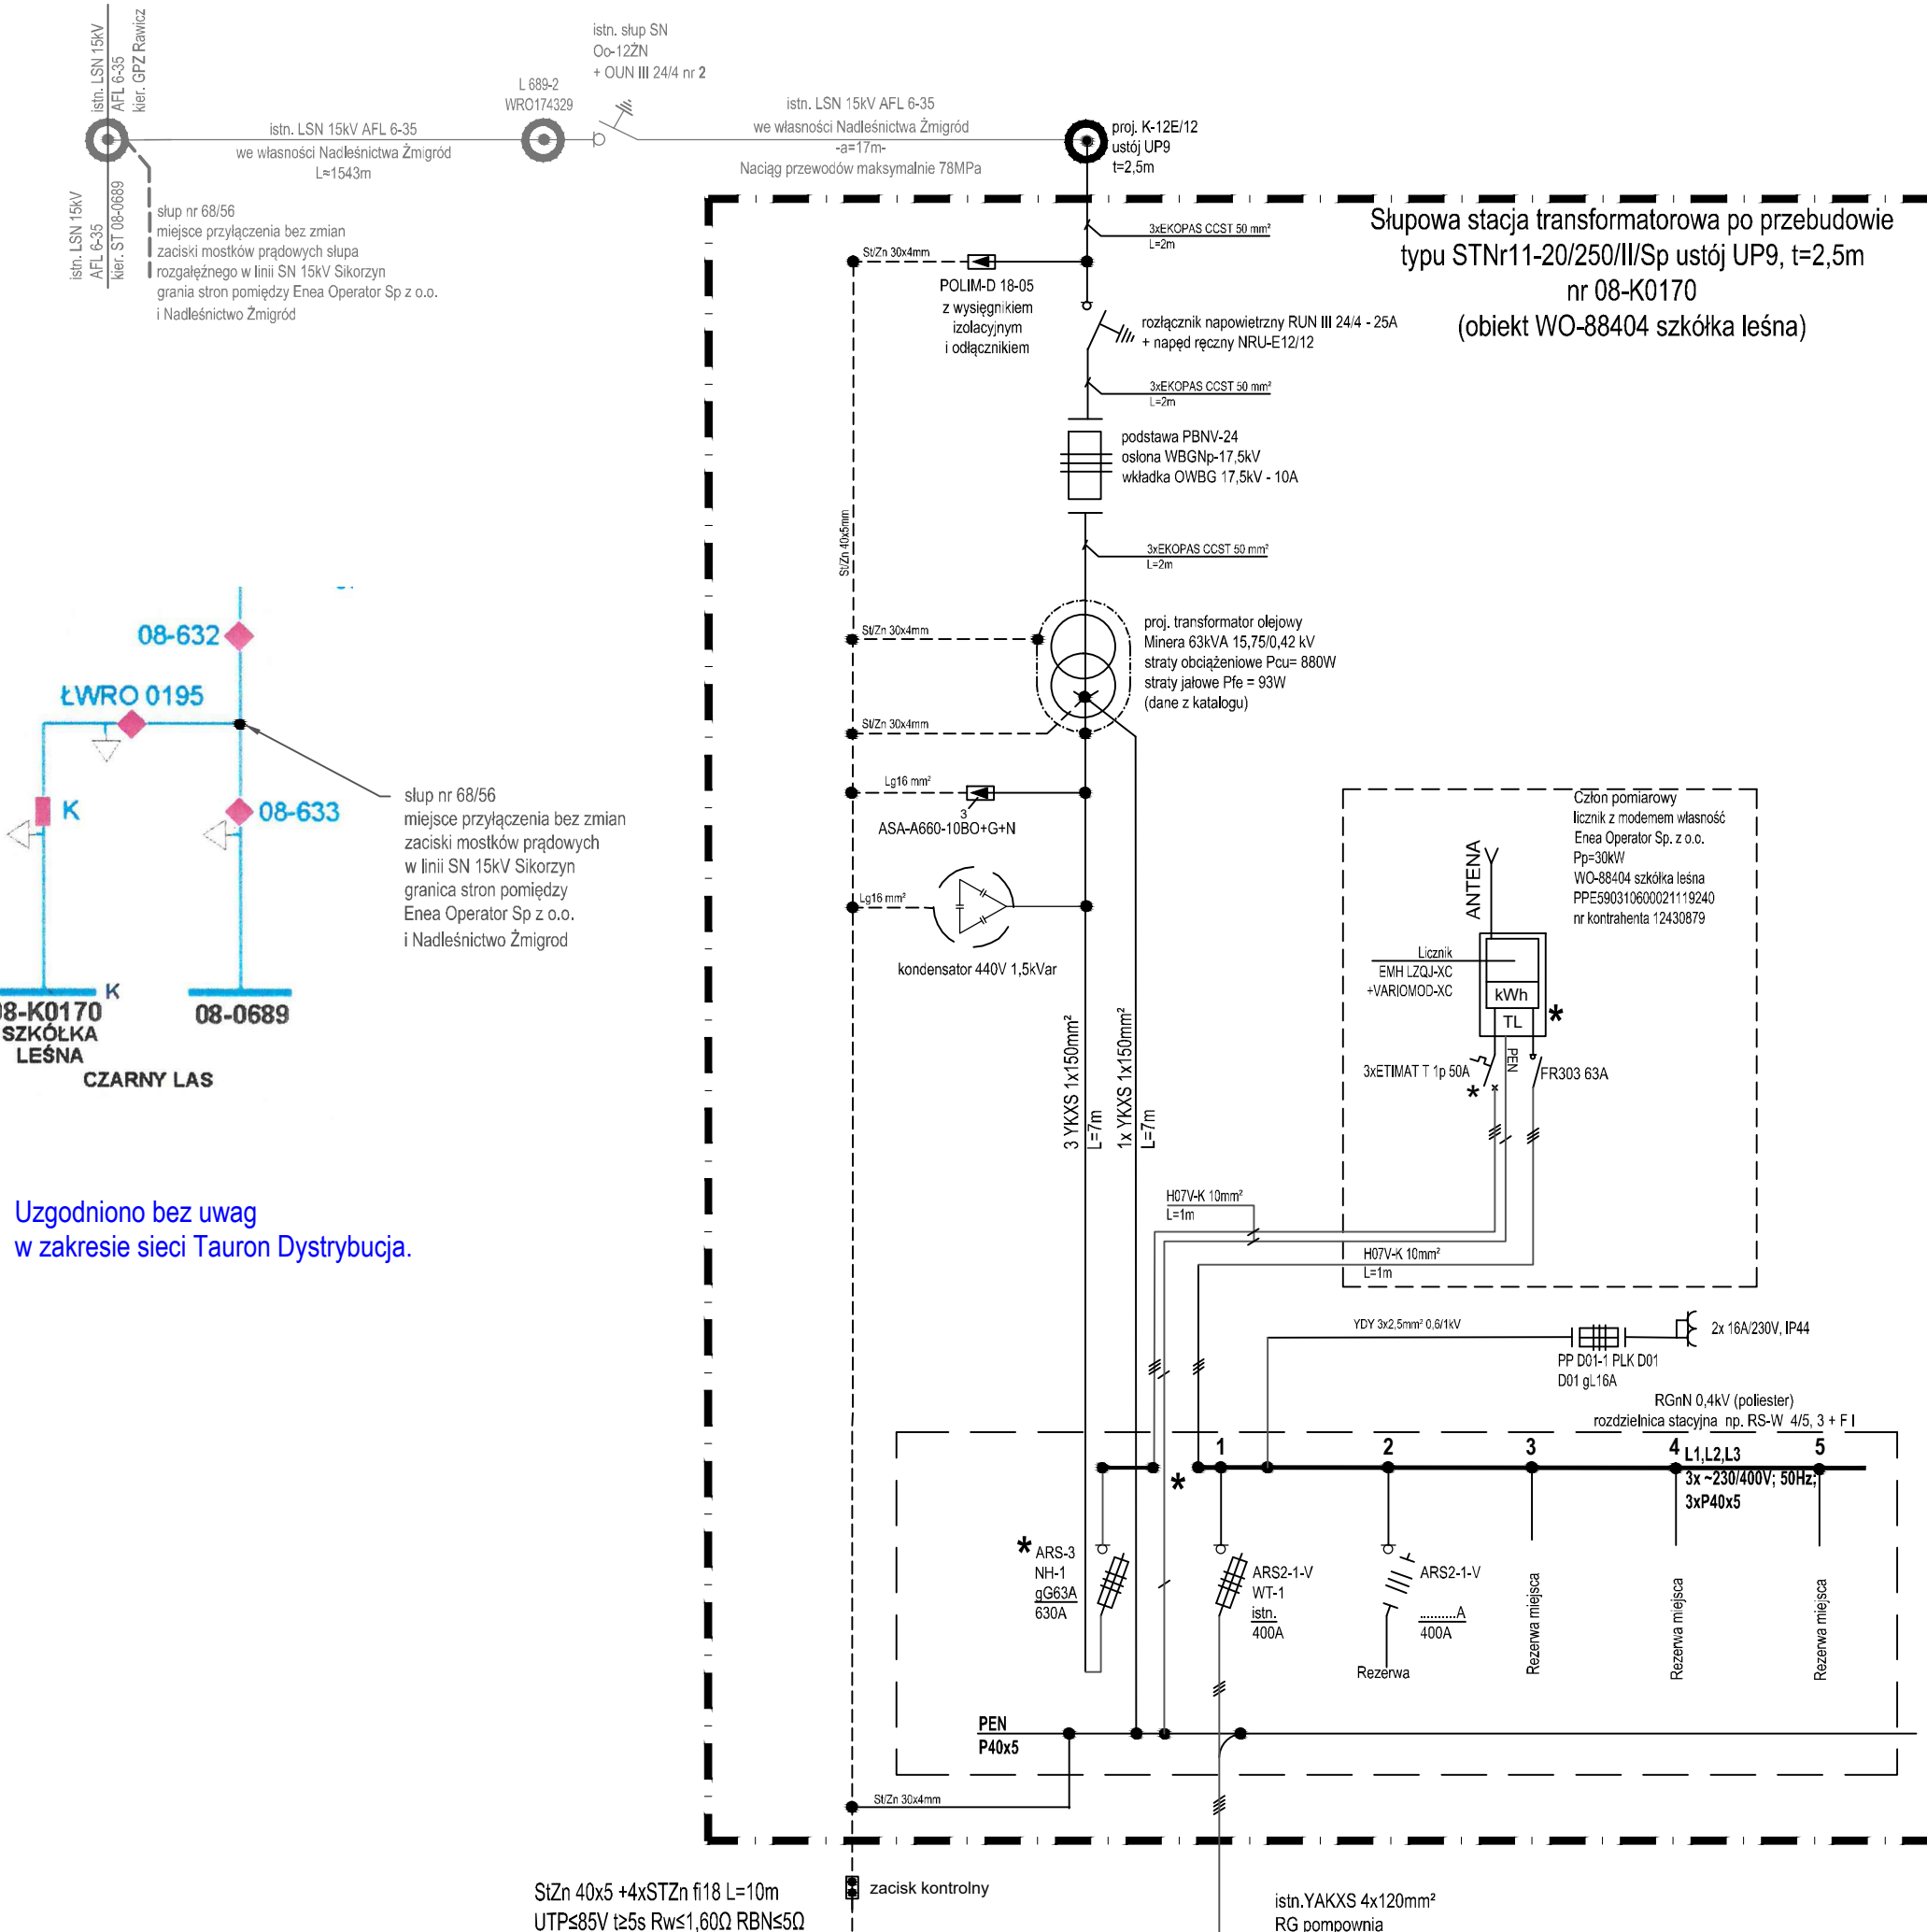 istn. LSN 15kV
AFL 6-35
kier. GPZ Rawicz
istn. LSN 15kV
AFL 6-35
kier. ST 08-0689
istn. LSN 15kV AFL 6-35
we własności Nadleśnictwa Żmigród
L=1543m
słup nr 68/56
miejsce przyłączenia bez zmian
zaciski mostków prądowych słupa
rozgałęźnego w linii SN 15kV Sikorzyn
grania stron pomiędzy Enea Operator Sp z o.o.
i Nadleśnictwo Żmigród
L 689-2
WRO174329
istn. słup SN
Oo-12ŻN
+ OUN III 24/4 nr 2
istn. LSN 15kV AFL 6-35
we własności Nadleśnictwa Żmigród
-a=17m-
Naciąg przewodów maksymalnie 78MPa
proj. K-12E/12
ustój UP9
t=2,5m
Słupowa stacja transformatorowa po przebudowie
typu STNr11-20/250/II/Sp ustój UP9, t=2,5m
nr 08-K0170
(obiekt WO-88404 szkółka leśna)
3xEKOPAS CCST 50 mm²
L=2m
St/Zn 30x4mm
POLIM-D 18-05
z wysięgnikiem
izolacyjnym
i odłącznikiem
rozłącznik napowietrzny RUN III 24/4 - 25A
+ napęd ręczny NRU-E12/12
3xEKOPAS CCST 50 mm²
L=2m
podstawa PBNV-24
osłona WBGNp-17,5kV
wkładka OWBG 17,5kV - 10A
St/Zn 40x5mm
3xEKOPAS CCST 50 mm²
L=2m
St/Zn 30x4mm
proj. transformator olejowy
Minera 63kVA 15,75/0,42 kV
straty obciążeniowe Pcu= 880W
straty jałowe Pfe = 93W
(dane z katalogu)
St/Zn 30x4mm
Lg16 mm²
3
ASA-A660-10BO+G+N
Lg16 mm²
kondensator 440V 1,5kVar
08-632
ŁWRO 0195
K
08-633
słup nr 68/56
miejsce przyłączenia bez zmian
zaciski mostków prądowych
w linii SN 15kV Sikorzyn
granica stron pomiędzy
Enea Operator Sp z o.o.
i Nadleśnictwo Żmigrod
K
08-K0170
SZKÓŁKA
LEŚNA
08-0689
CZARNY LAS
Uzgodniono bez uwag
w zakresie sieci Tauron Dystrybucja.
3 YKXS 1x150mm²
L=7m
1x YKXS 1x150mm²
L=7m
Człon pomiarowy
licznik z modemem własność
Enea Operator Sp. z o.o.
Pp=30kW
WO-88404 szkółka leśna
PPE590310600021119240
nr kontrahenta 12430879
ANTENA
Licznik
EMH LZQJ-XC
+VARIOMOD-XC
kWh
TL
*
3xETIMAT T 1p 50A
*
PEN
FR303 63A
H07V-K 10mm²
L=1m
H07V-K 10mm²
L=1m
YDY 3x2,5mm² 0,6/1kV
2x 16A/230V, IP44
PP D01-1 PLK D01
D01 gL16A
RGnN 0,4kV (poliester)
rozdzielnica stacyjna np. RS-W 4/5, 3 + F I
1
2
3
4
5
L1,L2,L3
3x ~230/400V; 50Hz;
3xP40x5
*
* ARS-3
NH-1
gG63A
630A
ARS2-1-V
WT-1
istn.
400A
ARS2-1-V
..........A
400A
Rezerwa
Rezerwa miejsca
Rezerwa miejsca
Rezerwa miejsca
PEN
P40x5
St/Zn 30x4mm
StZn 40x5 +4xSTZn fi18 L=10m
UTP≤85V t≥5s Rw≤1,60Ω RBN≤5Ω
zacisk kontrolny
istn.YAKXS 4x120mm²
RG pompownia